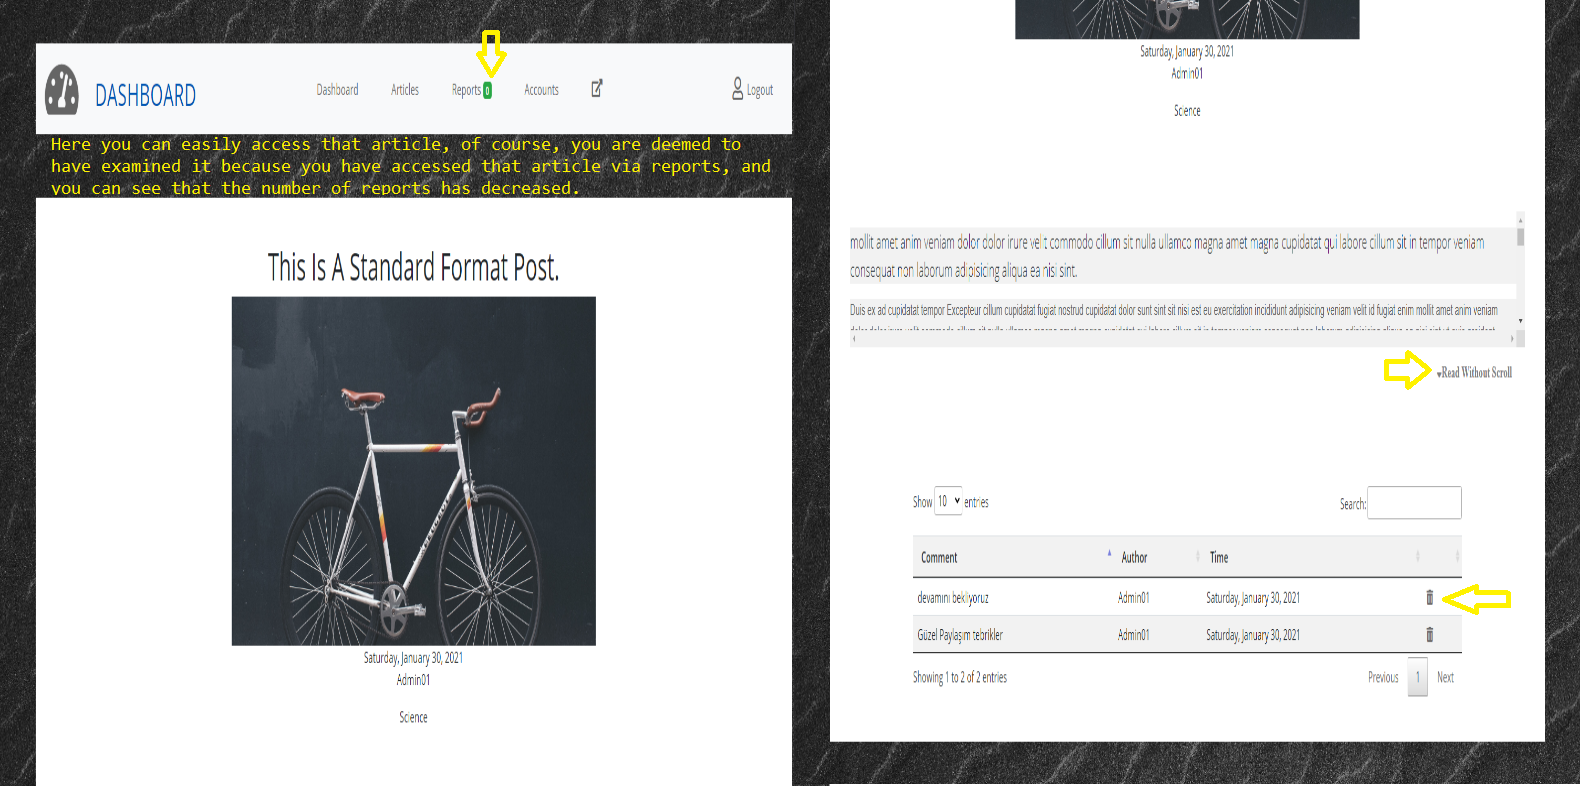 DASHBOARD
Dashboard Articles Reports 0 Accounts Logout
Here you can easily access that article, of course, you are deemed to
have examined it because you have accessed that article via reports, and
you can see that the number of reports has decreased.
This Is A Standard Format Post.
PEUGEOT
Saturday, January 30, 2021
Admin01
Science
Saturday, January 30, 2021
Admin01
Science
mollit amet anim veniam dolor dolor irure velit commodo cillum sit nulla ullamco magna amet magna cupidatat qui labore cillum sit in tempor veniam
consequat non laborum adipisicing aliqua ea nisi sint.
Duis ex ad cupidatat tempor Excepteur cillum cupidatat fugiat nostrud cupidatat dolor sunt sint sit nisi est eu exercitation incididunt adipisicing veniam velit id fugiat enim mollit amet anim veniam
Read Without Scroll
Show 10 entries Search:
Comment Author Time
devamını bekliyoruz Admin01 Saturday, January 30, 2021
Güzel Paylaşım tebrikler Admin01 Saturday, January 30, 2021
Showing 1 to 2 of 2 entries Previous 1 Next